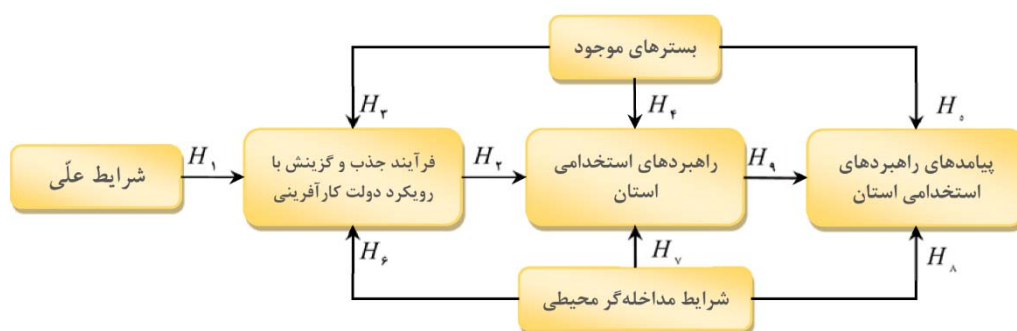 بسترهای موجود
H۳
H۴
H۵
شرایط علّی
H۱
فرآیند جذب و گزینش با
رویکرد دولت کارآفرینی
H۲
راهبردهای استخدامی
استان
H۹
پیامدهای راهبردهای
استخدامی استان
H۶
H۷
H۸
شرایط مداخله‌گر محیطی